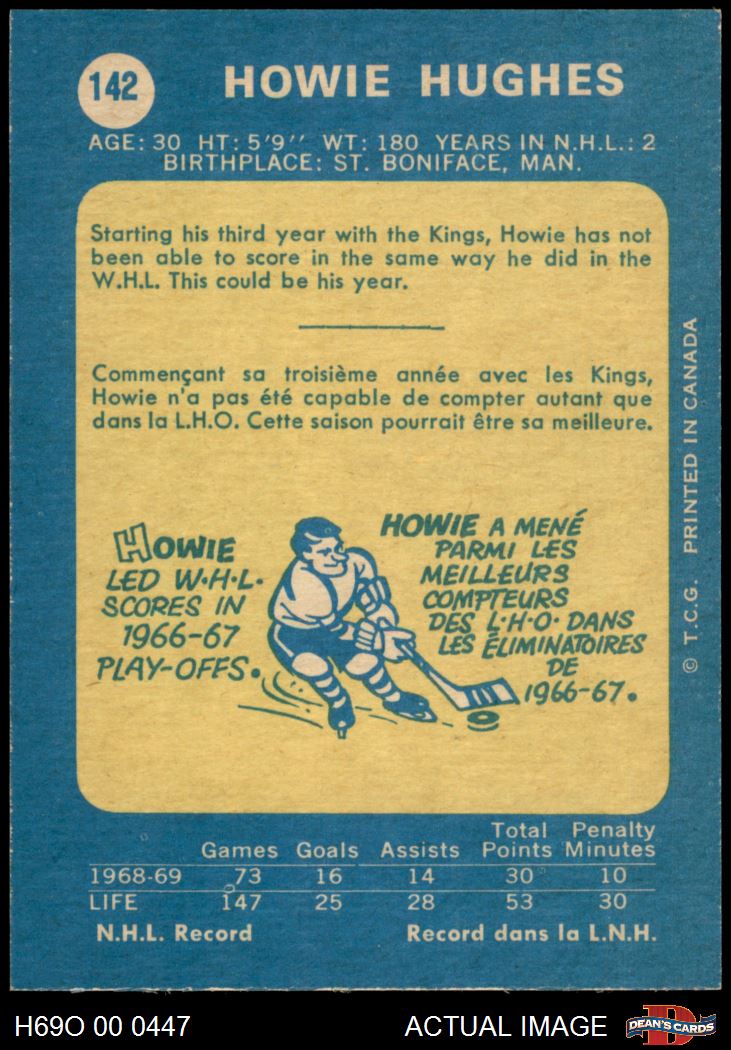 142
HOWIE HUGHES
AGE: 30 HT: 5'9'' WT: 180 YEARS IN N.H.L.: 2
BIRTHPLACE: ST. BONIFACE, MAN.
Starting his third year with the Kings, Howie has not
been able to score in the same way he did in the
W.H.L. This could be his year.
Commençant sa troisième année avec les Kings,
Howie n'a pas été capable de compter autant que
dans la L.H.O. Cette saison pourrait être sa meilleure.
HOWIE
LED W·H·L·
SCORES IN
1966-67
PLAY-OFFS.
HOWIE A MENÉ
PARMI LES
MEILLEURS
COMPTEURS
DES L·H·O· DANS
LES ÉLIMINATOIRES
DE
1966-67.
© T.C.G. PRINTED IN CANADA
Games Goals Assists Total Points Penalty Minutes
1968-69 73 16 14 30 10
LIFE 147 25 28 53 30
N.H.L. Record Record dans la L.N.H.
H69O 00 0447 ACTUAL IMAGE DEAN'S CARDS